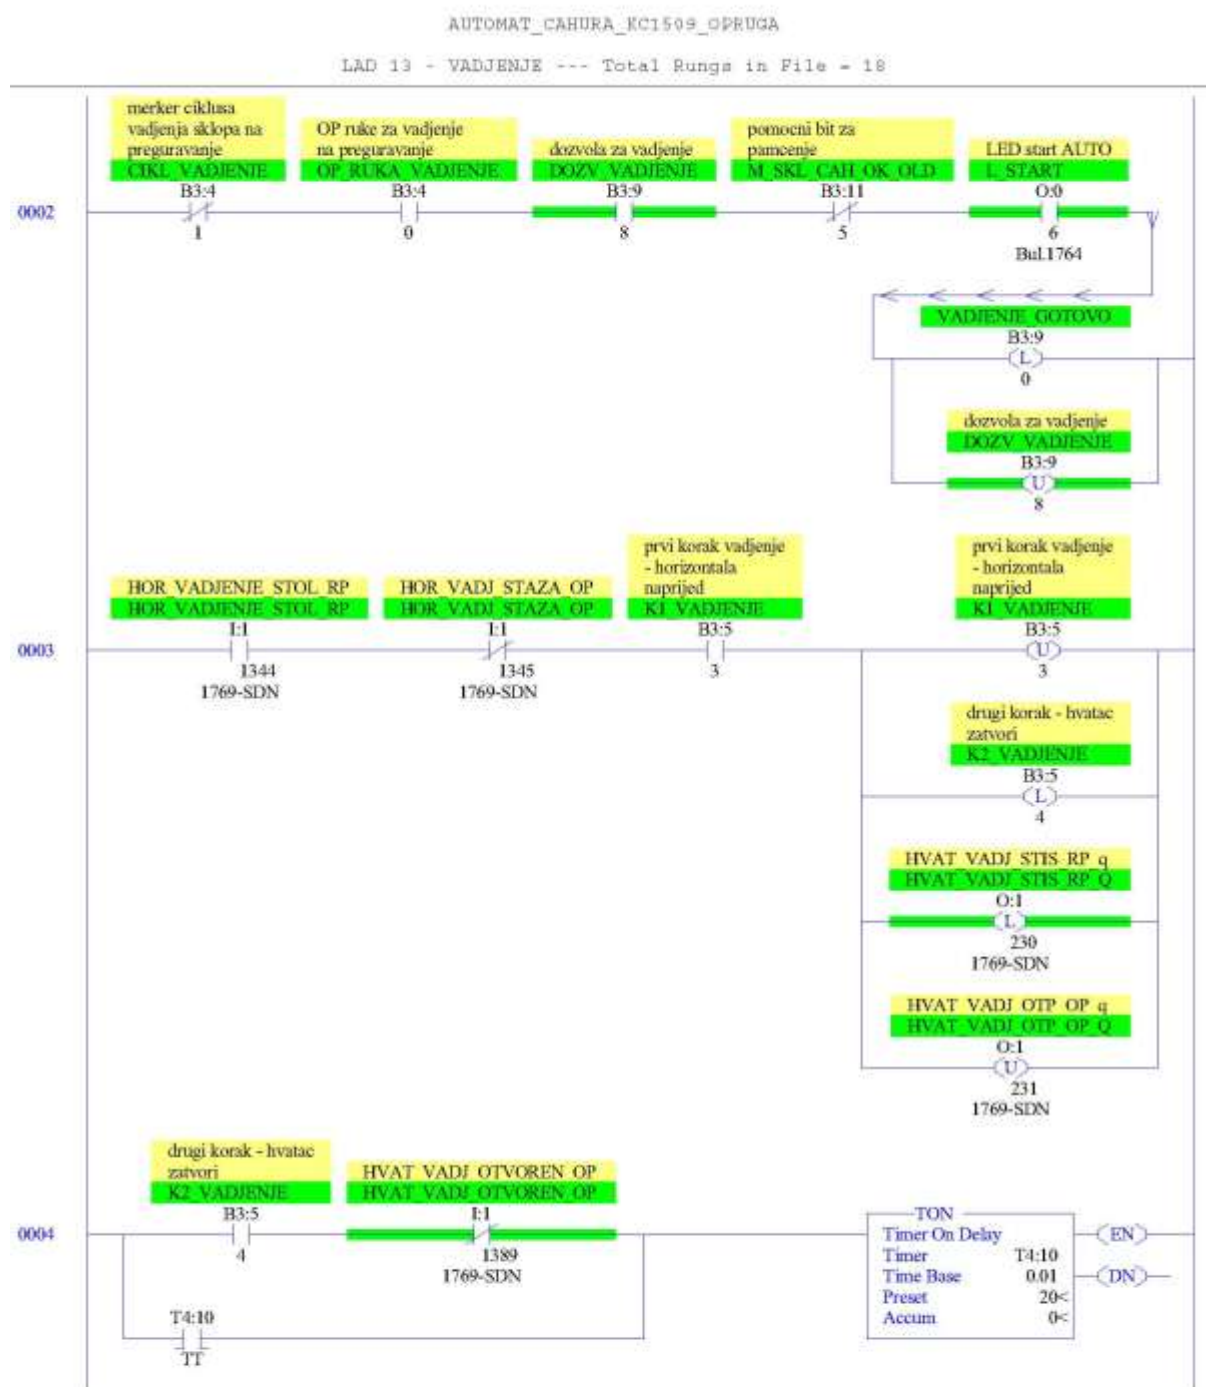 AUTOMAT_CAHURA_KC1509_OPRUGA
LAD 13 - VADJENJE --- Total Rungs in File = 18
0002
merker ciklusa
vadjenja sklopa na
preguravanje
CIKL_VADJENJE
B3:4
1
OP ruke za vadjenje
na preguravanje
OP_RUKA_VADJENJE
B3:4
0
dozvola za vadjenje
DOZV_VADJENJE
B3:9
8
pomocni bit za
pamcenje
M_SKL_CAH_OK_OLD
B3:11
5
LED start AUTO
L_START
O:0
6
Bul.1764
VADJENJE_GOTOVO
B3:9
L
0
dozvola za vadjenje
DOZV_VADJENJE
B3:9
U
8
0003
HOR_VADJENJE_STOL_RP
HOR_VADJENJE_STOL_RP
I:1
1344
1769-SDN
HOR_VADJ_STAZA_OP
HOR_VADJ_STAZA_OP
I:1
1345
1769-SDN
prvi korak vadjenje
- horizontala
naprijed
K1_VADJENJE
B3:5
3
prvi korak vadjenje
- horizontala
naprijed
K1_VADJENJE
B3:5
U
3
drugi korak - hvatac
zatvori
K2_VADJENJE
B3:5
L
4
HVAT_VADJ_STIS_RP_q
HVAT_VADJ_STIS_RP_Q
O:1
L
230
1769-SDN
HVAT_VADJ_OTP_OP_q
HVAT_VADJ_OTP_OP_Q
O:1
U
231
1769-SDN
0004
drugi korak - hvatac
zatvori
K2_VADJENJE
B3:5
4
HVAT_VADJ_OTVOREN_OP
HVAT_VADJ_OTVOREN_OP
I:1
1389
1769-SDN
T4:10
TT
TON
Timer On Delay
Timer T4:10
Time Base 0.01
Preset 20<
Accum 0<
EN
DN